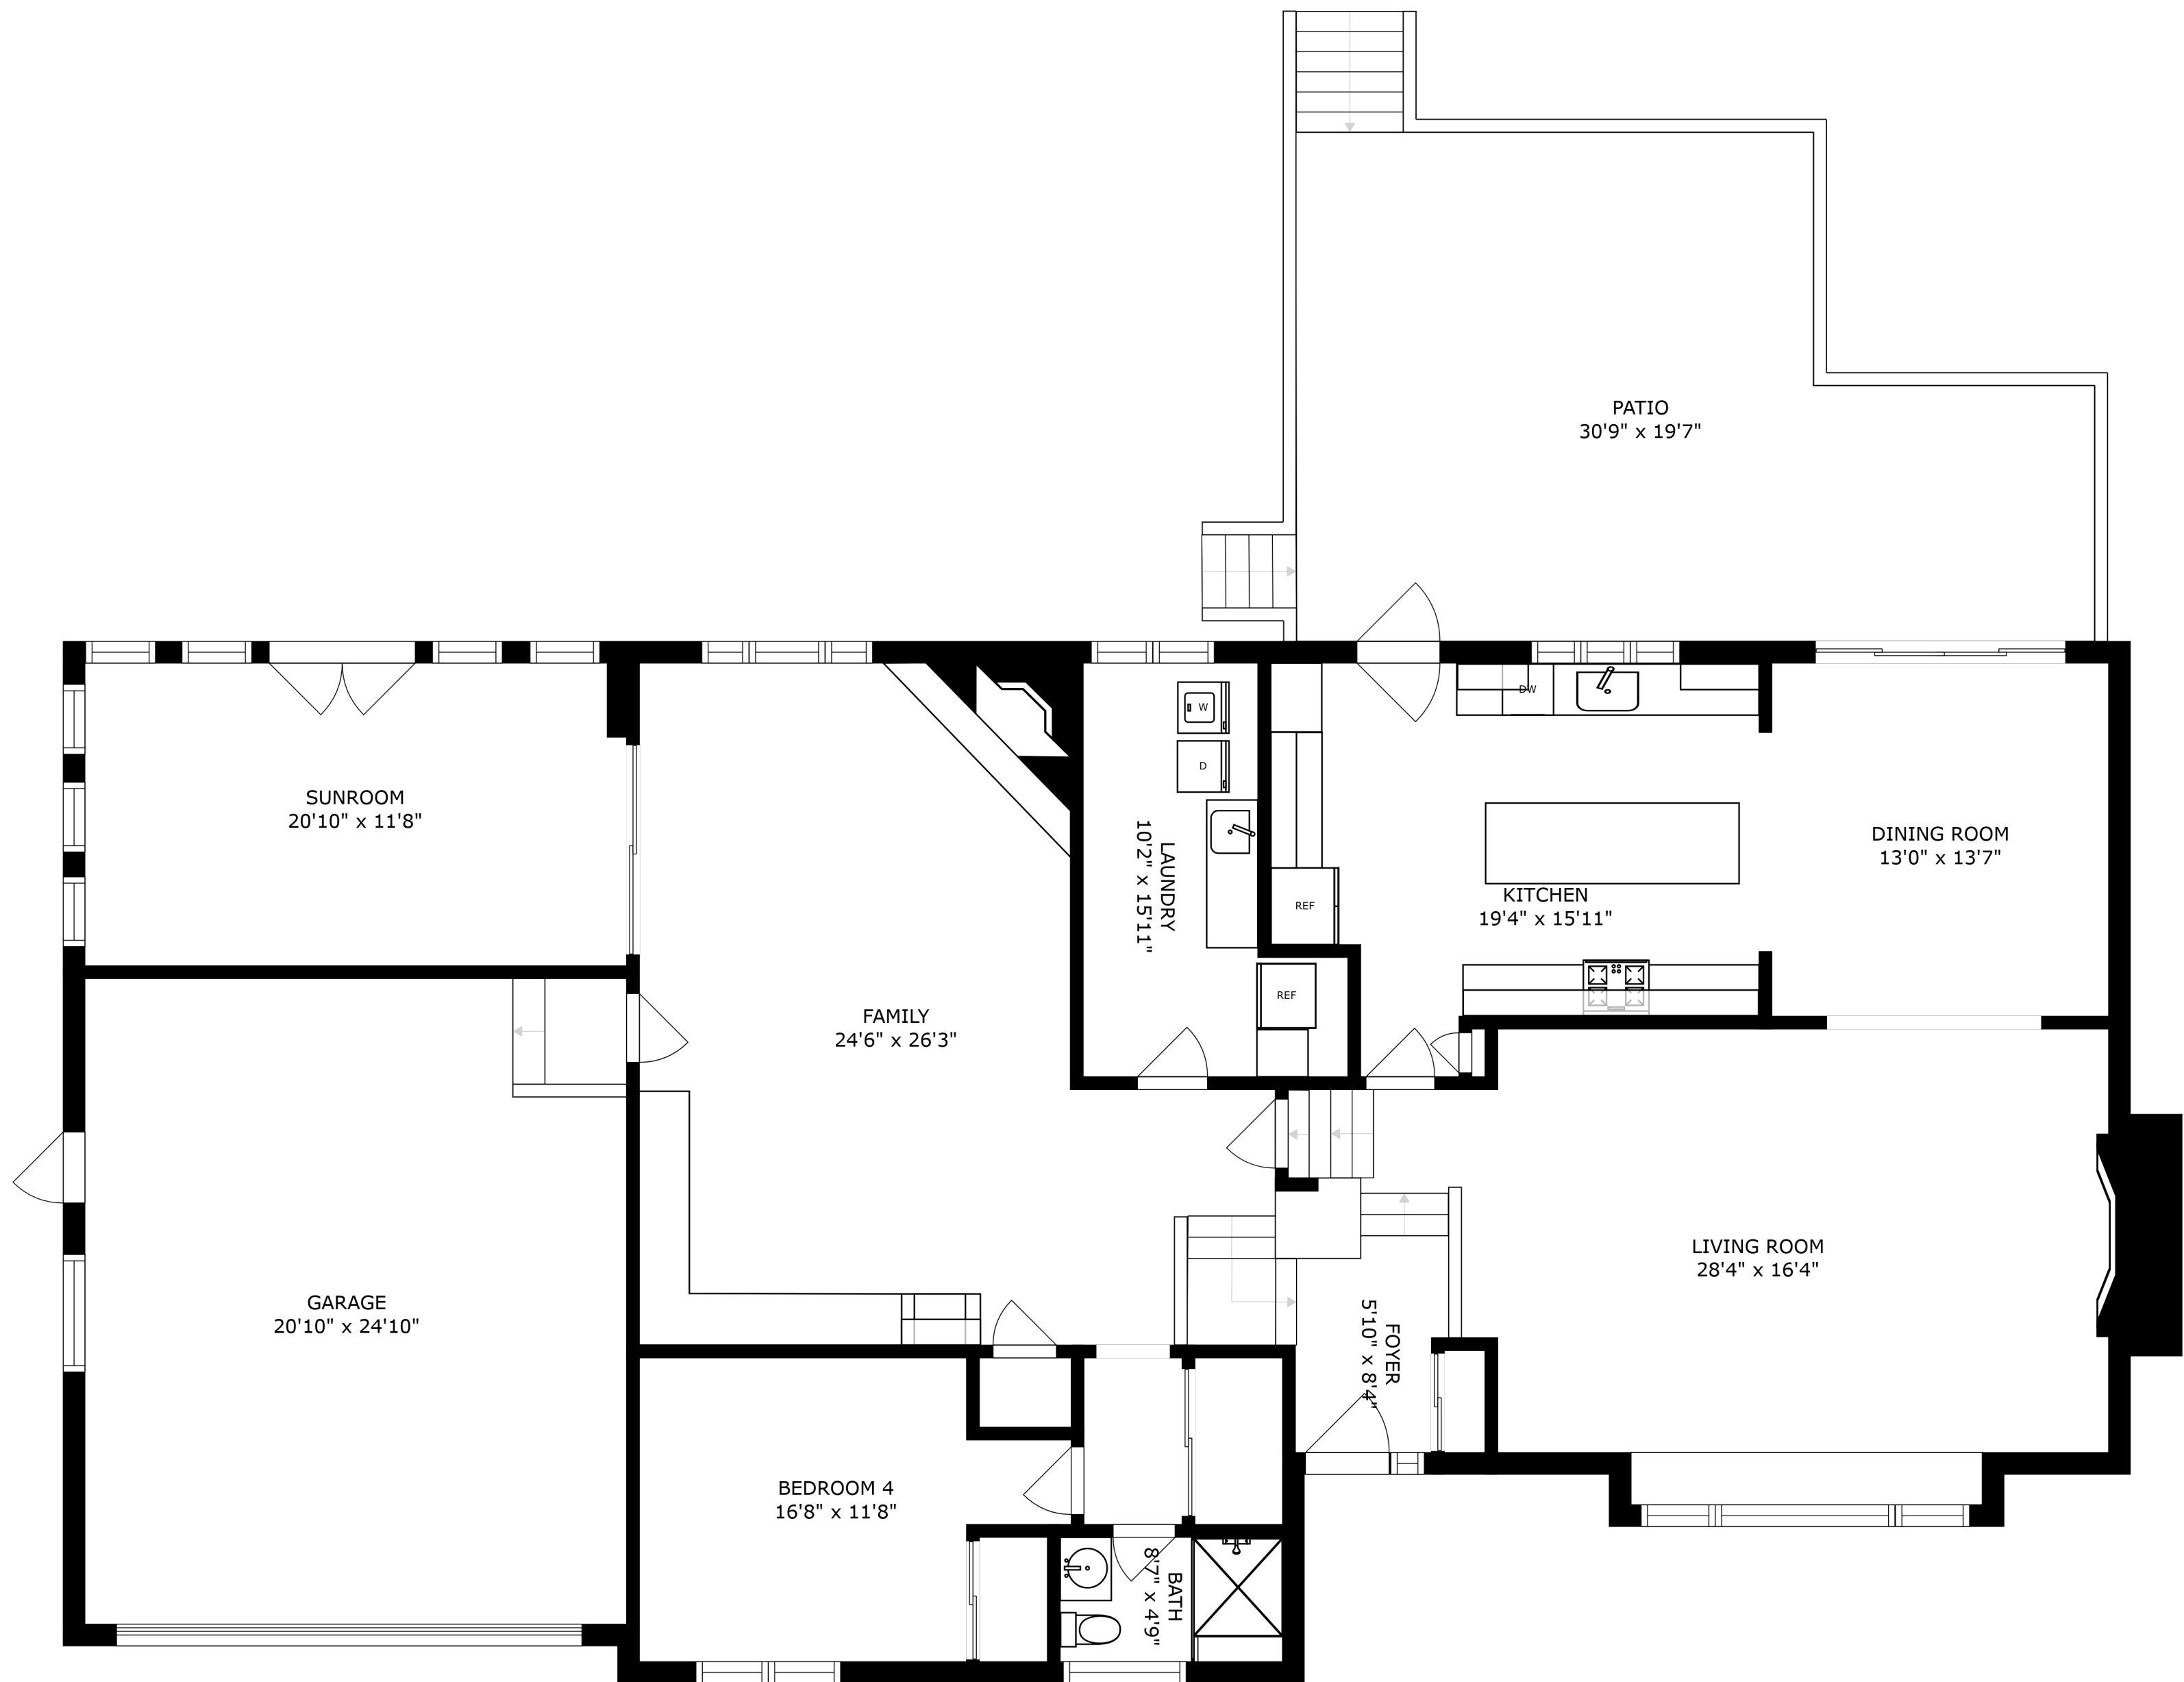 PATIO
30'9" x 19'7"
W
D
DW
SUNROOM
20'10" x 11'8"
LAUNDRY
10'2" x 15'11"
REF
KITCHEN
19'4" x 15'11"
DINING ROOM
13'0" x 13'7"
REF
FAMILY
24'6" x 26'3"
LIVING ROOM
28'4" x 16'4"
GARAGE
20'10" x 24'10"
FOYER
5'10" x 8'4"
BEDROOM 4
16'8" x 11'8"
BATH
8'7" x 4'9"